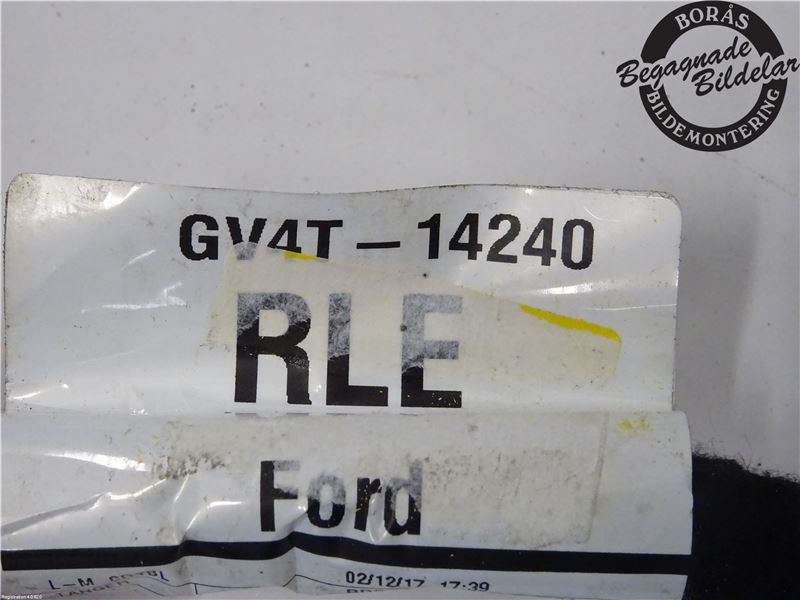 BORÅS
Begagnade
Bildelar
BILDEMONTERING
GV4T-14240
RLE
Ford
L-M
02/12/17 17:39